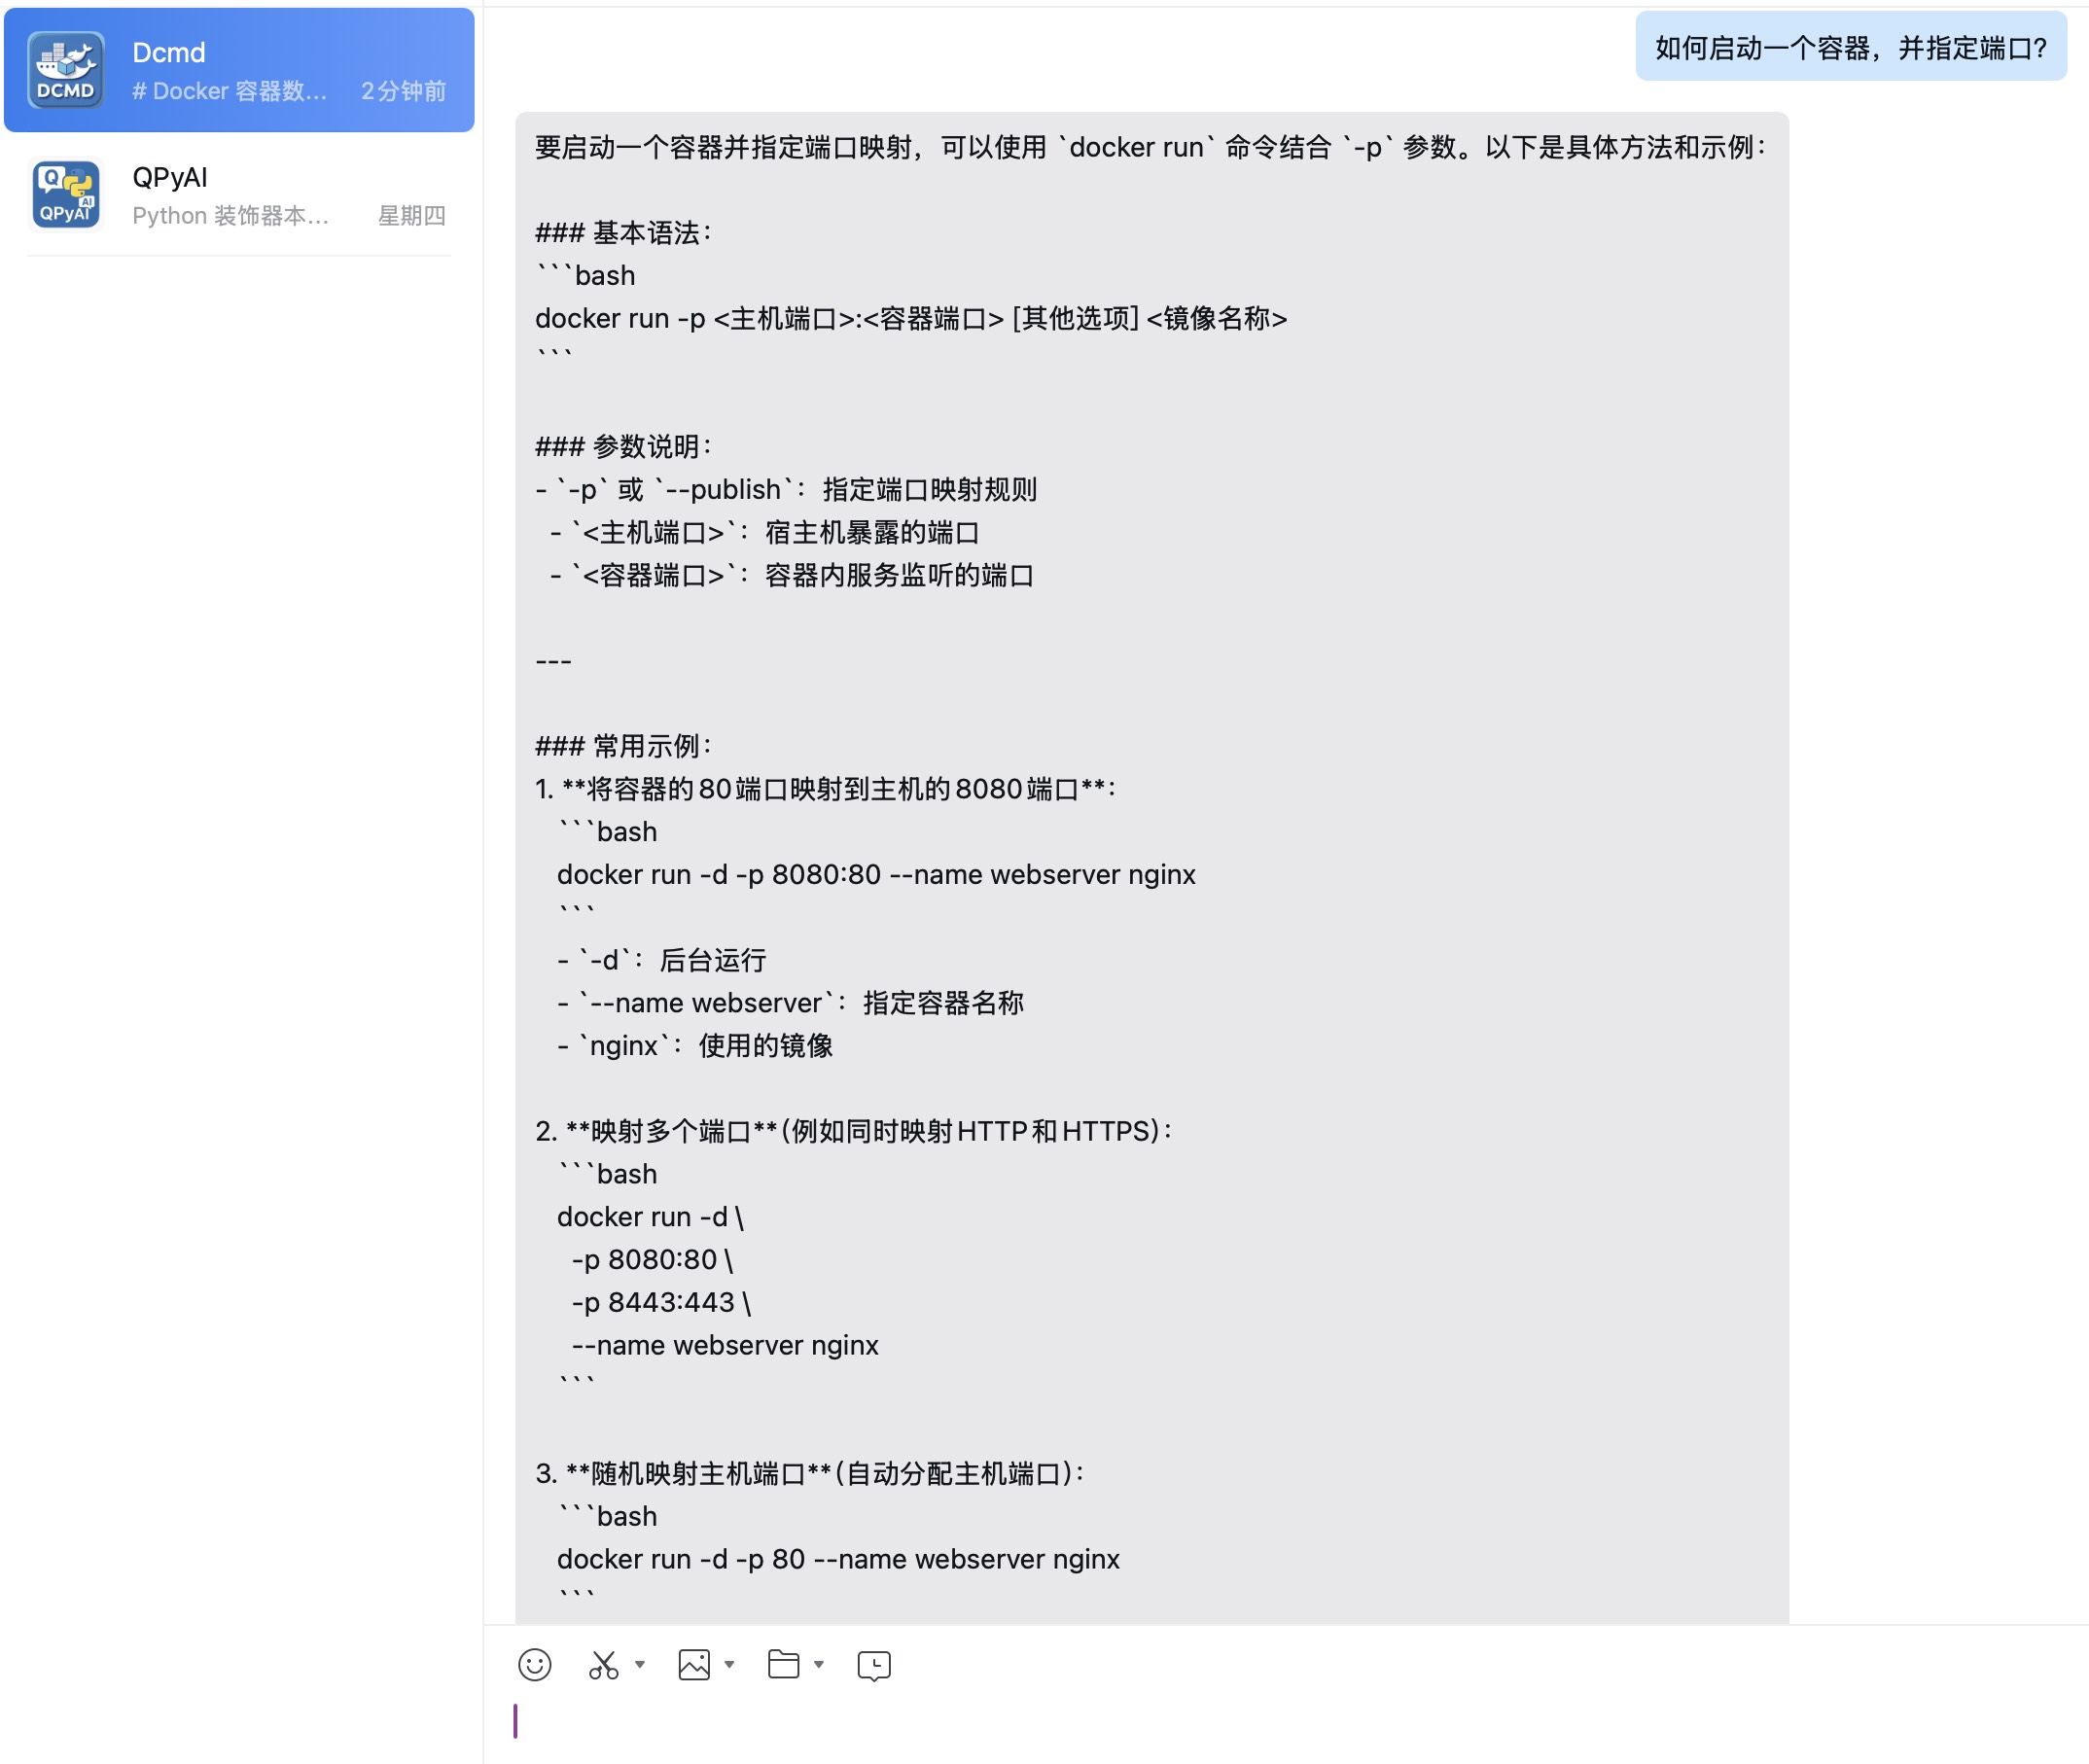 DCMD
Dcmd
# Docker 容器数... 2分钟前
Q
AI
QPyAI
QPyAI
Python 装饰器本... 星期四
如何启动一个容器，并指定端口?
要启动一个容器并指定端口映射，可以使用 `docker run` 命令结合 `-p` 参数。以下是具体方法和示例：
### 基本语法：
```bash
docker run -p <主机端口>:<容器端口> [其他选项] <镜像名称>
```
### 参数说明：
- `-p` 或 `--publish`：指定端口映射规则
  - `<主机端口>`：宿主机暴露的端口
  - `<容器端口>`：容器内服务监听的端口
---
### 常用示例：
1. **将容器的80端口映射到主机的8080端口**：
   ```bash
   docker run -d -p 8080:80 --name webserver nginx
   ```
   - `-d`：后台运行
   - `--name webserver`：指定容器名称
   - `nginx`：使用的镜像
2. **映射多个端口**(例如同时映射HTTP和HTTPS)：
   ```bash
   docker run -d \
     -p 8080:80 \
     -p 8443:443 \
     --name webserver nginx
   ```
3. **随机映射主机端口**(自动分配主机端口)：
   ```bash
   docker run -d -p 80 --name webserver nginx
   ```